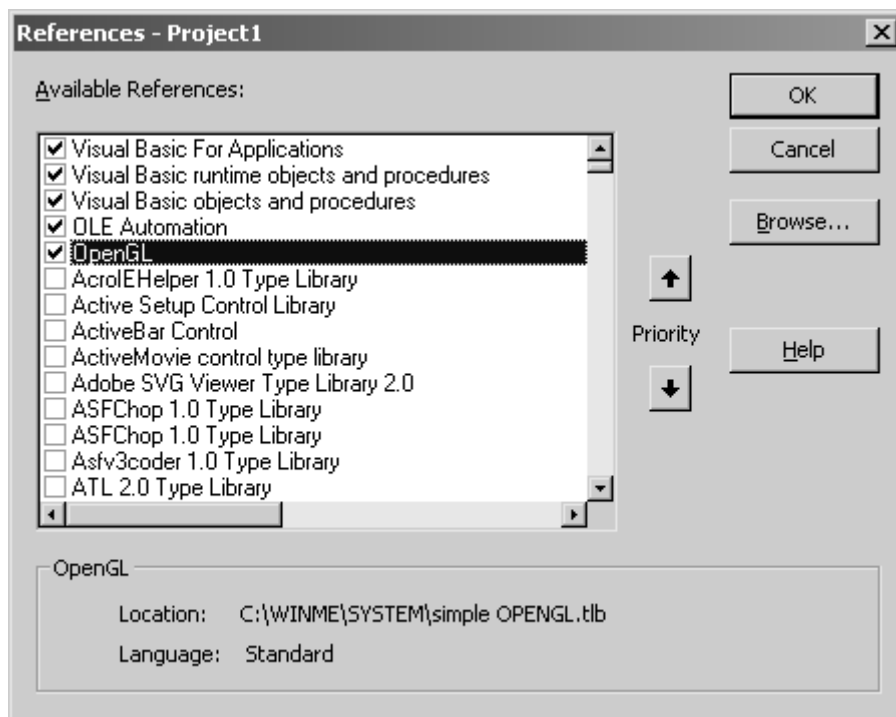 References - Project1
Available References:
Visual Basic For Applications
Visual Basic runtime objects and procedures
Visual Basic objects and procedures
OLE Automation
OpenGL
AcroIEHelper 1.0 Type Library
Active Setup Control Library
ActiveBar Control
ActiveMovie control type library
Adobe SVG Viewer Type Library 2.0
ASFChop 1.0 Type Library
ASFChop 1.0 Type Library
Asfv3coder 1.0 Type Library
ATL 2.0 Type Library
Priority
OK
Cancel
Browse...
Help
OpenGL
Location: C:\WINME\SYSTEM\simple OPENGL.tlb
Language: Standard